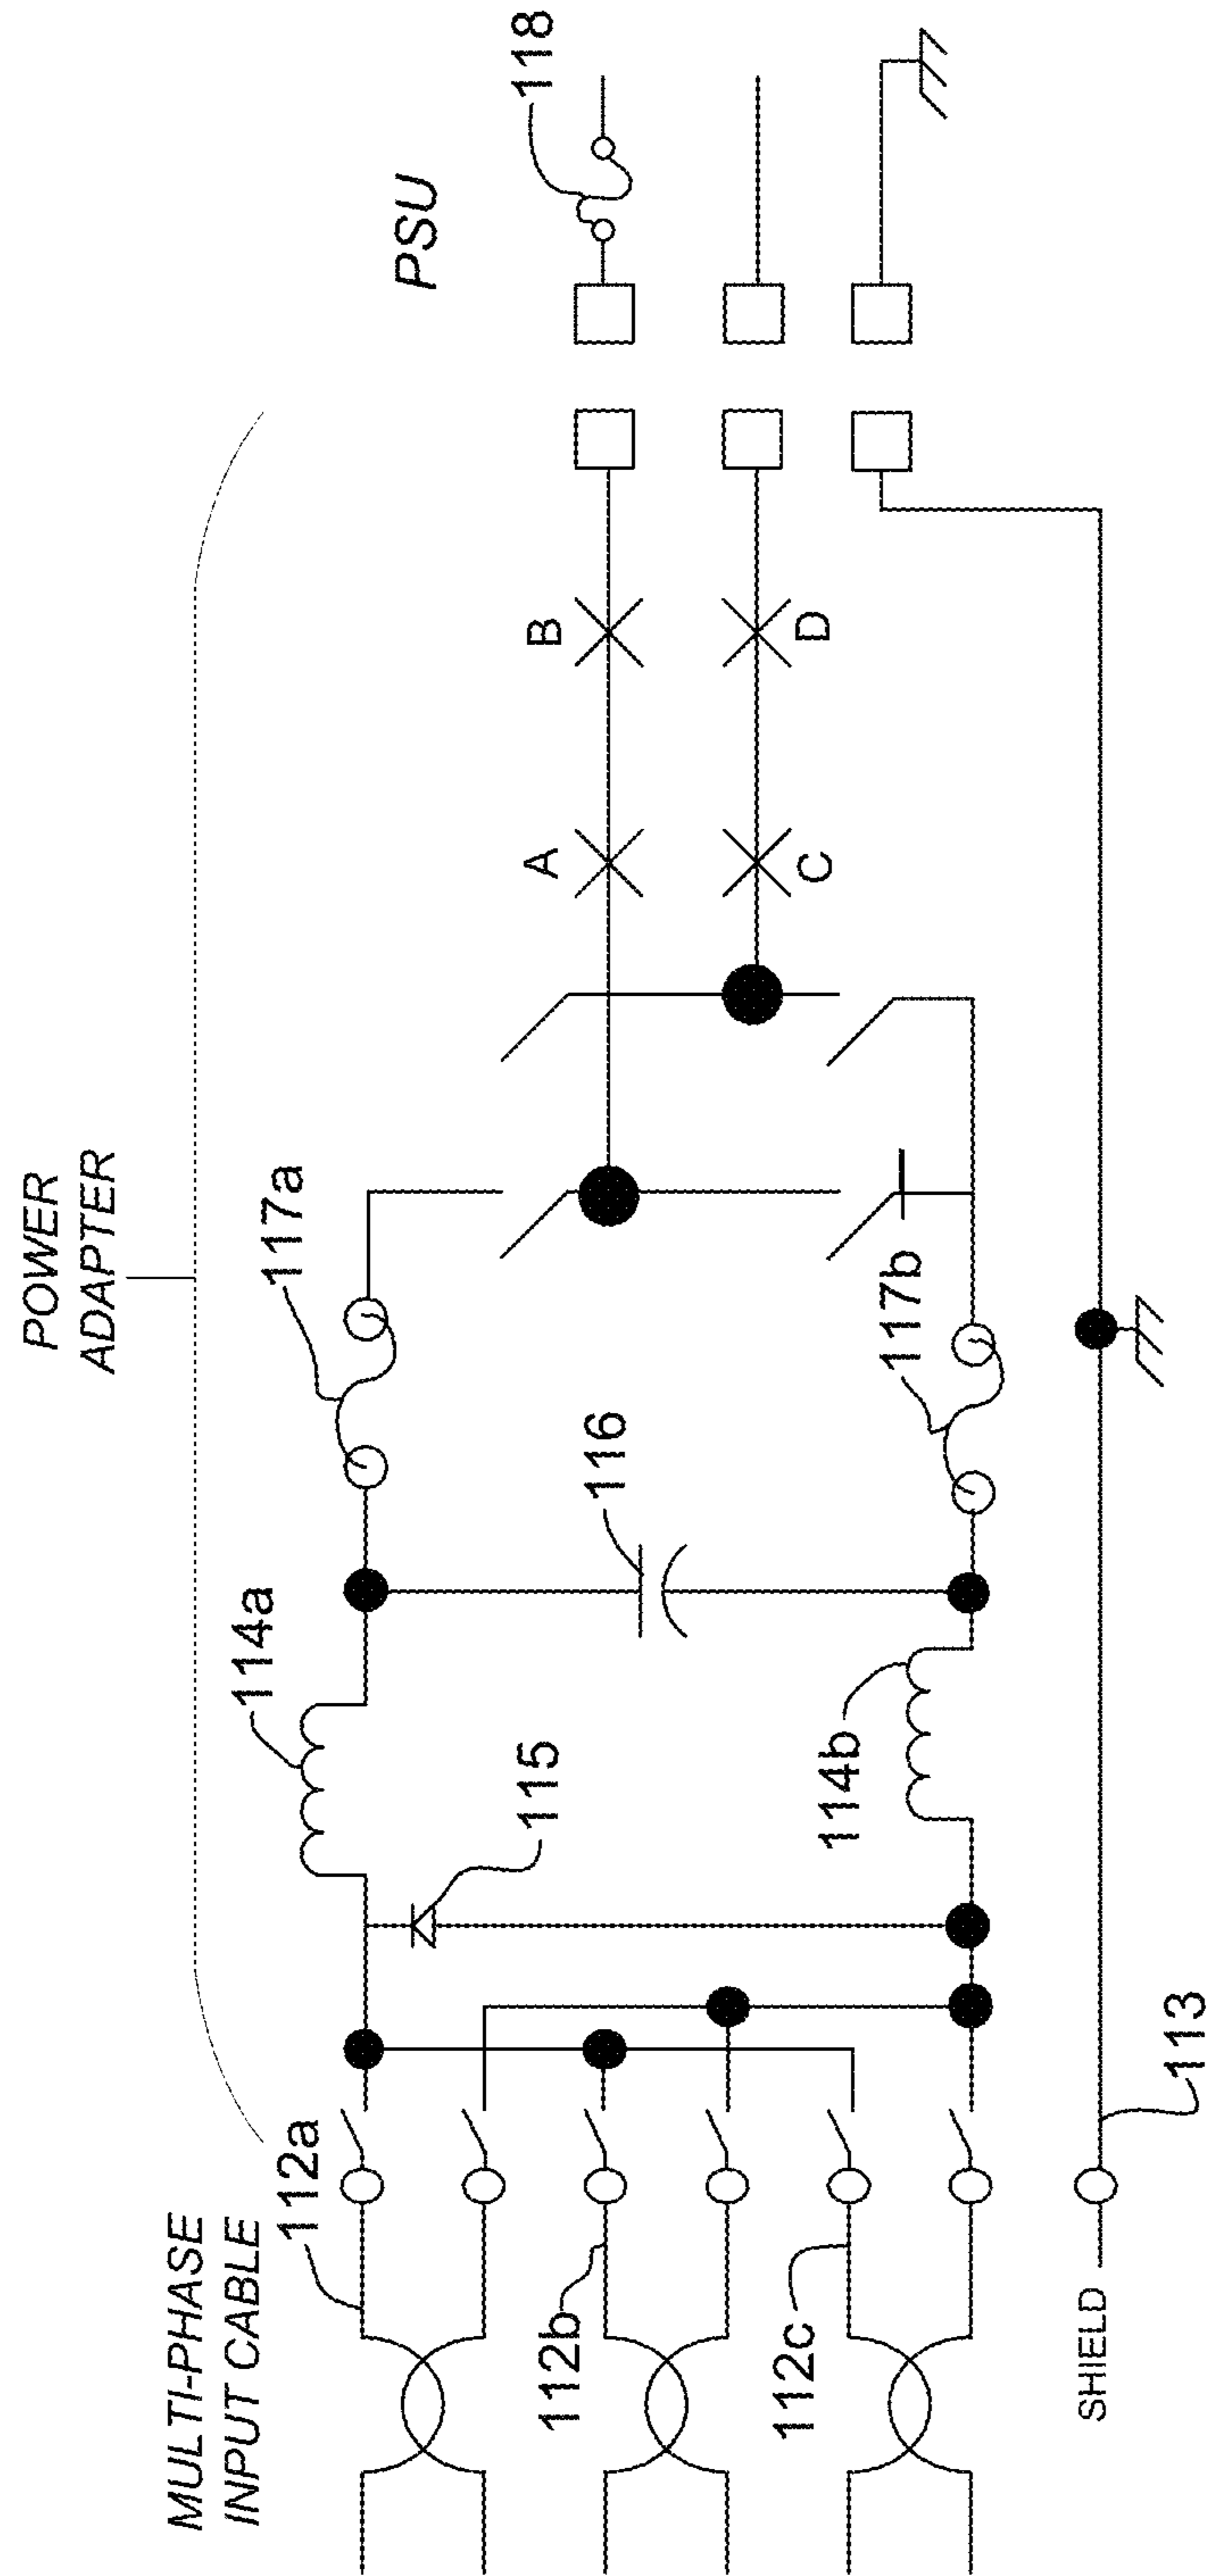 POWER
ADAPTER
MULTI-PHASE
INPUT CABLE
PSU
112a
114a
117a
118
115
116
A
B
112b
C
D
112c
114b
117b
SHIELD
113